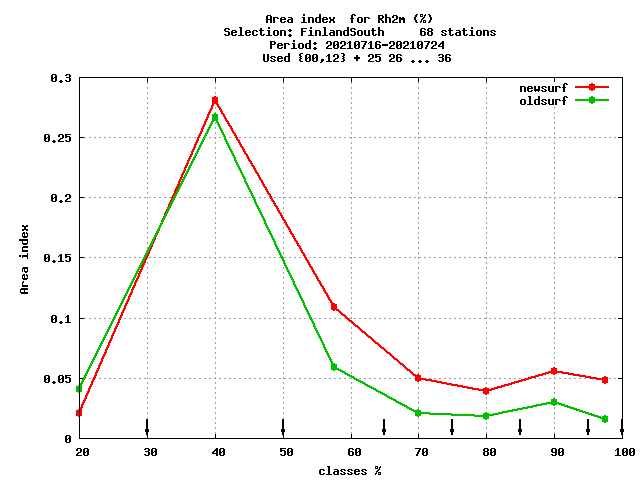 Area index  for Rh2m (%)
Selection: FinlandSouth     68 stations
Period: 20210716-20210724
Used {00,12} + 25 26 ... 36
newsurf
oldsurf
0.3
0.25
0.2
0.15
0.1
0.05
0
Area index
20 30 40 50 60 70 80 90 100
classes %